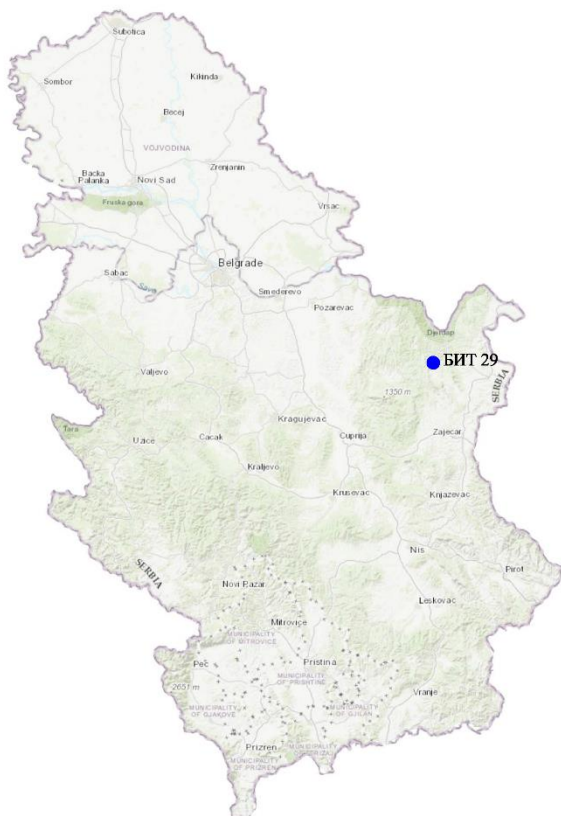 Subotica
Sombor
Kikinda
Becej
VOJVODINA
Zrenjanin
Backa
Palanka
Novi Sad
Fruska gora
Vrsac
Belgrade
Sabac
Sava
Smederevo
Pozarevac
Djerdap
БИТ 29
SERBIA
1350 m
Valjevo
Kragujevac
Zajecar
Tara
Uzice
Cacak
Cuprija
Kraljevo
Krusevac
Knjazevac
Nis
Pirot
SERBIA
Novi Pazar
Leskovac
Mitrovice
MUNICIPALITY
OF MITROVICE
Peć
Pristina
2651 m
MUNICIPALITY
OF PRISHTINE
Vranje
MUNICIPALITY
OF GJAKOVE
MUNICIPALITY
OF GJILAN
Prizren
MUNICIPALITY
OF PRIZREN